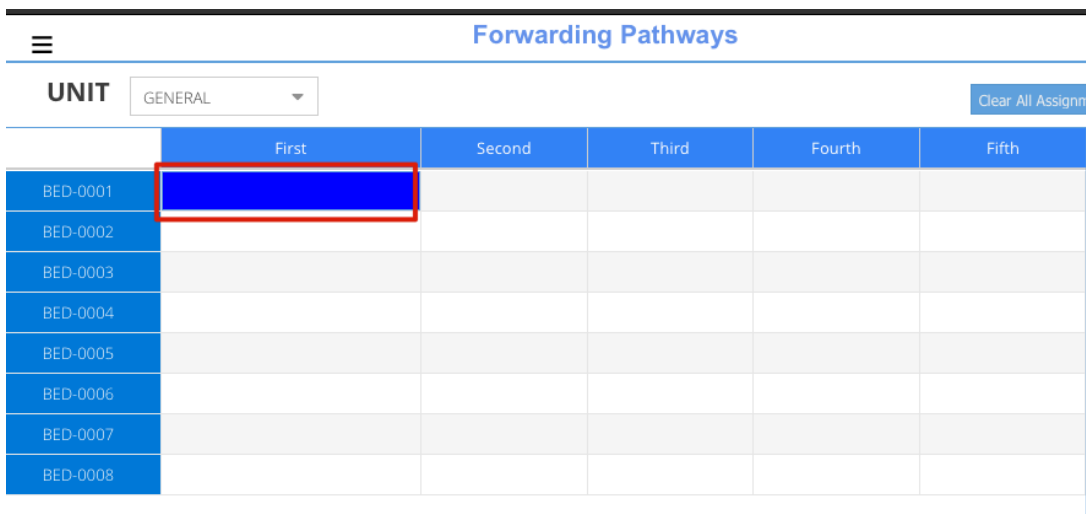 Forwarding Pathways
UNIT GENERAL Clear All Assignm
First Second Third Fourth Fifth
BED-0001
BED-0002
BED-0003
BED-0004
BED-0005
BED-0006
BED-0007
BED-0008